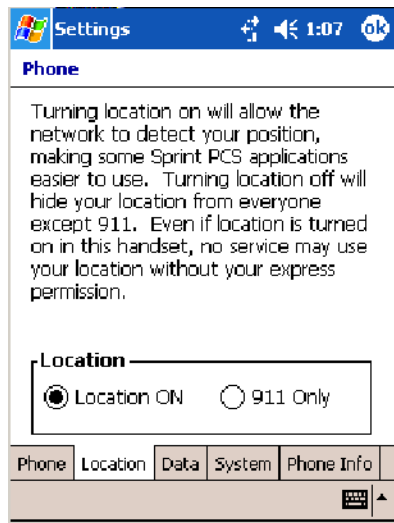 Settings 1:07 ok
Phone
Turning location on will allow the
network to detect your position,
making some Sprint PCS applications
easier to use. Turning location off will
hide your location from everyone
except 911. Even if location is turned
on in this handset, no service may use
your location without your express
permission.
Location
Location ON 911 Only
Phone Location Data System Phone Info